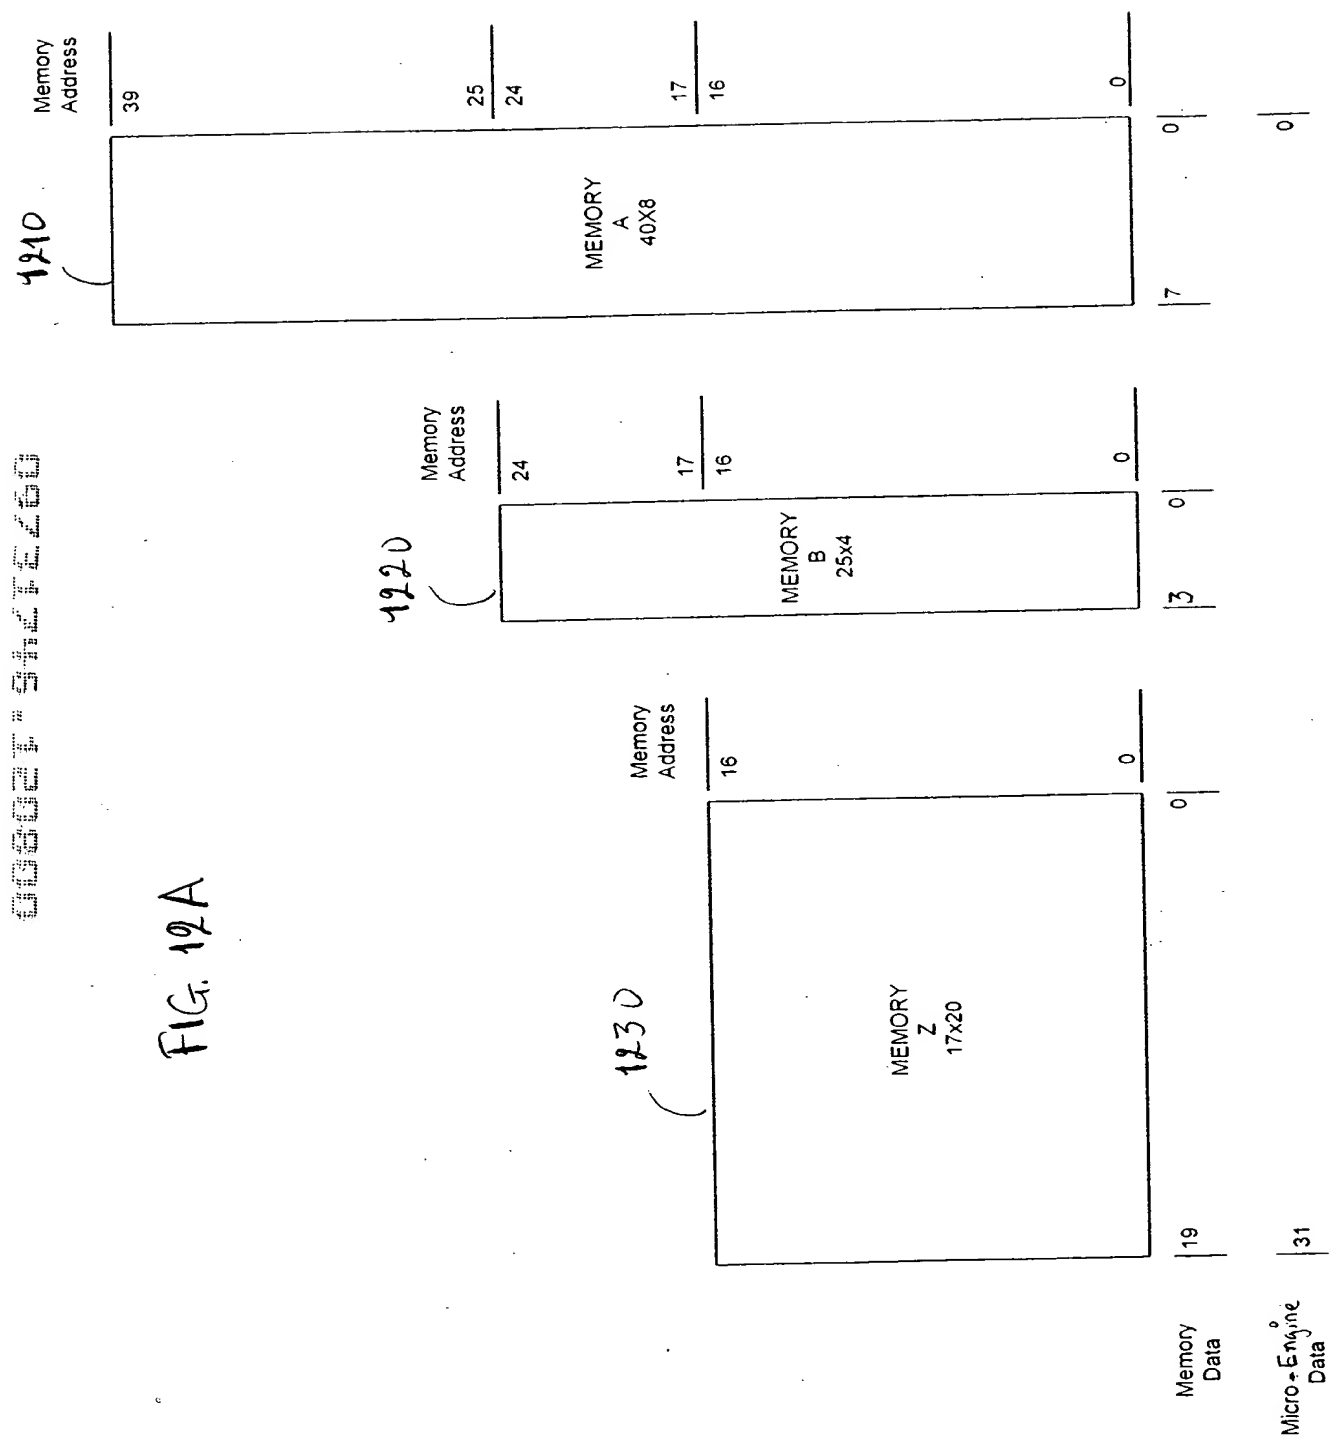 09731745.120800
FIG. 12A
1210
Memory
Address
39
25
24
17
16
0
MEMORY
A
40X8
1220
Memory
Address
24
17
16
0
MEMORY
B
25x4
1230
Memory
Address
16
0
MEMORY
Z
17x20
Memory
Data
19 0 3 0 7 0
Micro-Engine
Data
31 0